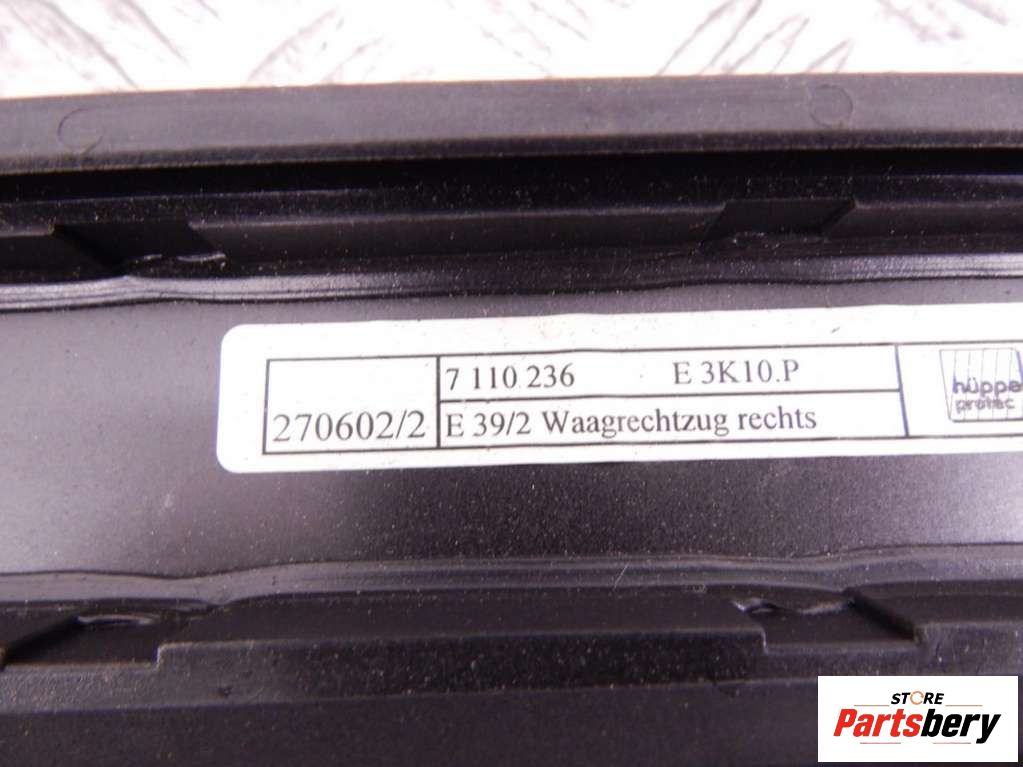 7 110 236 E 3K10.P
270602/2
E 39/2 Waagrechtzug rechts
hüppe
protec
STORE
Partsbery